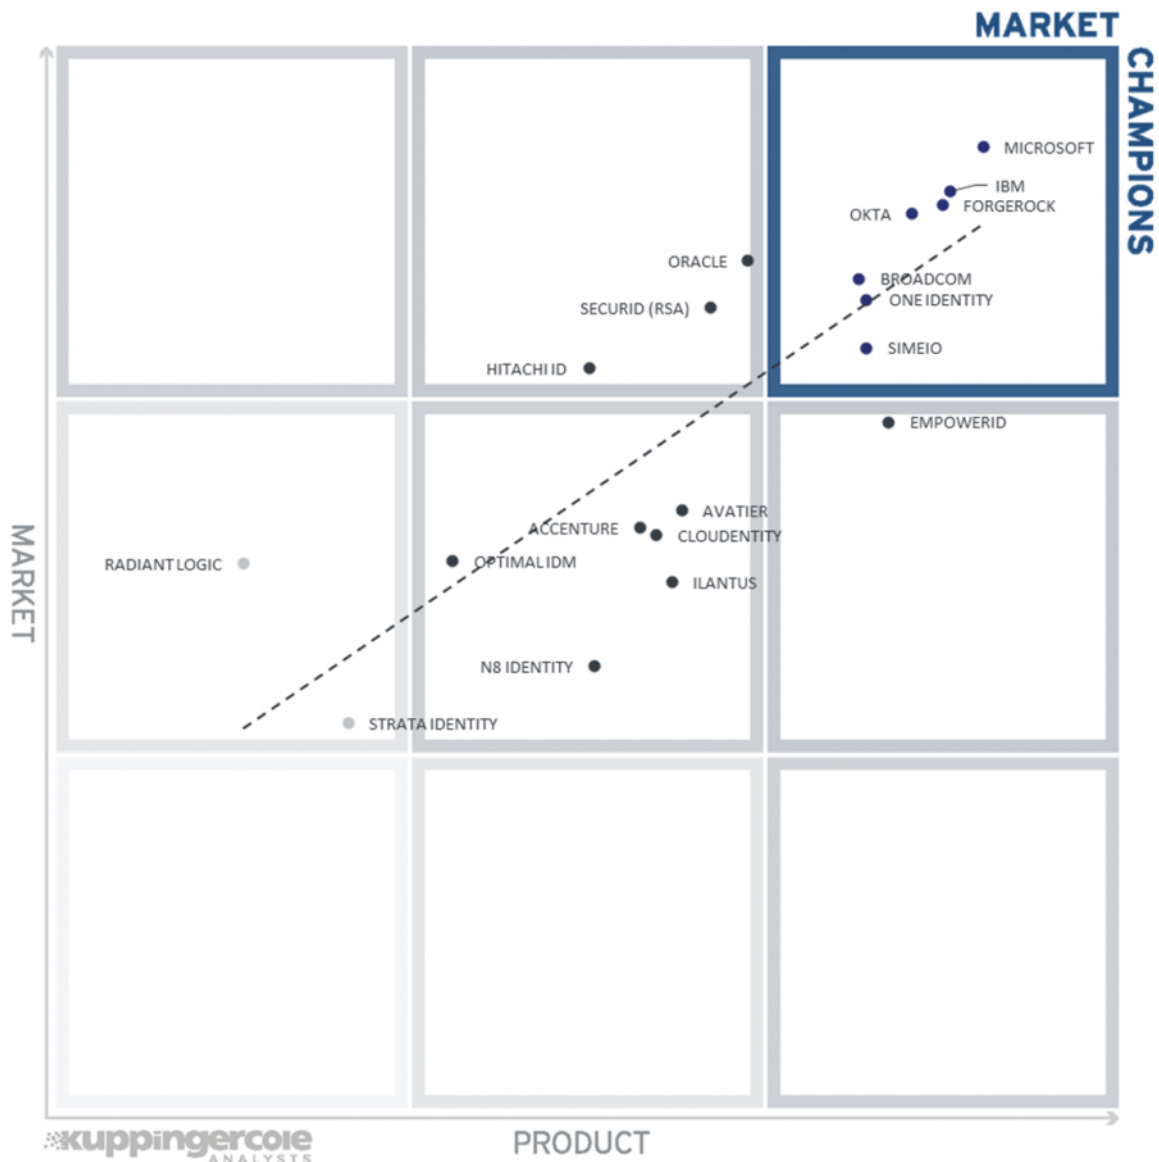 MARKET
CHAMPIONS
MICROSOFT
IBM
FORGEROCK
OKTA
ORACLE
BROADCOM
ONE IDENTITY
SECURID (RSA)
SIMEIO
HITACHI ID
EMPOWERID
AVATIER
ACCENTURE
CLOUDENTITY
RADIANT LOGIC
OPTIMAL IDM
ILANTUS
N8 IDENTITY
STRATA IDENTITY
MARKET
PRODUCT
kuppingercole
ANALYSTS